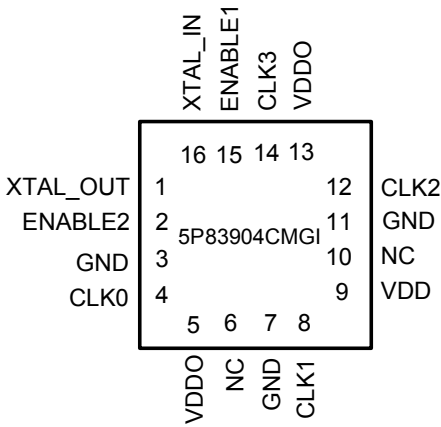 XTAL_IN
ENABLE1
CLK3
VDDO
16 15 14 13
XTAL_OUT 1 12 CLK2
ENABLE2 2 11 GND
5P83904CMGI
GND 3 10 NC
CLK0 4 9 VDD
5 6 7 8
VDDO
NC
GND
CLK1